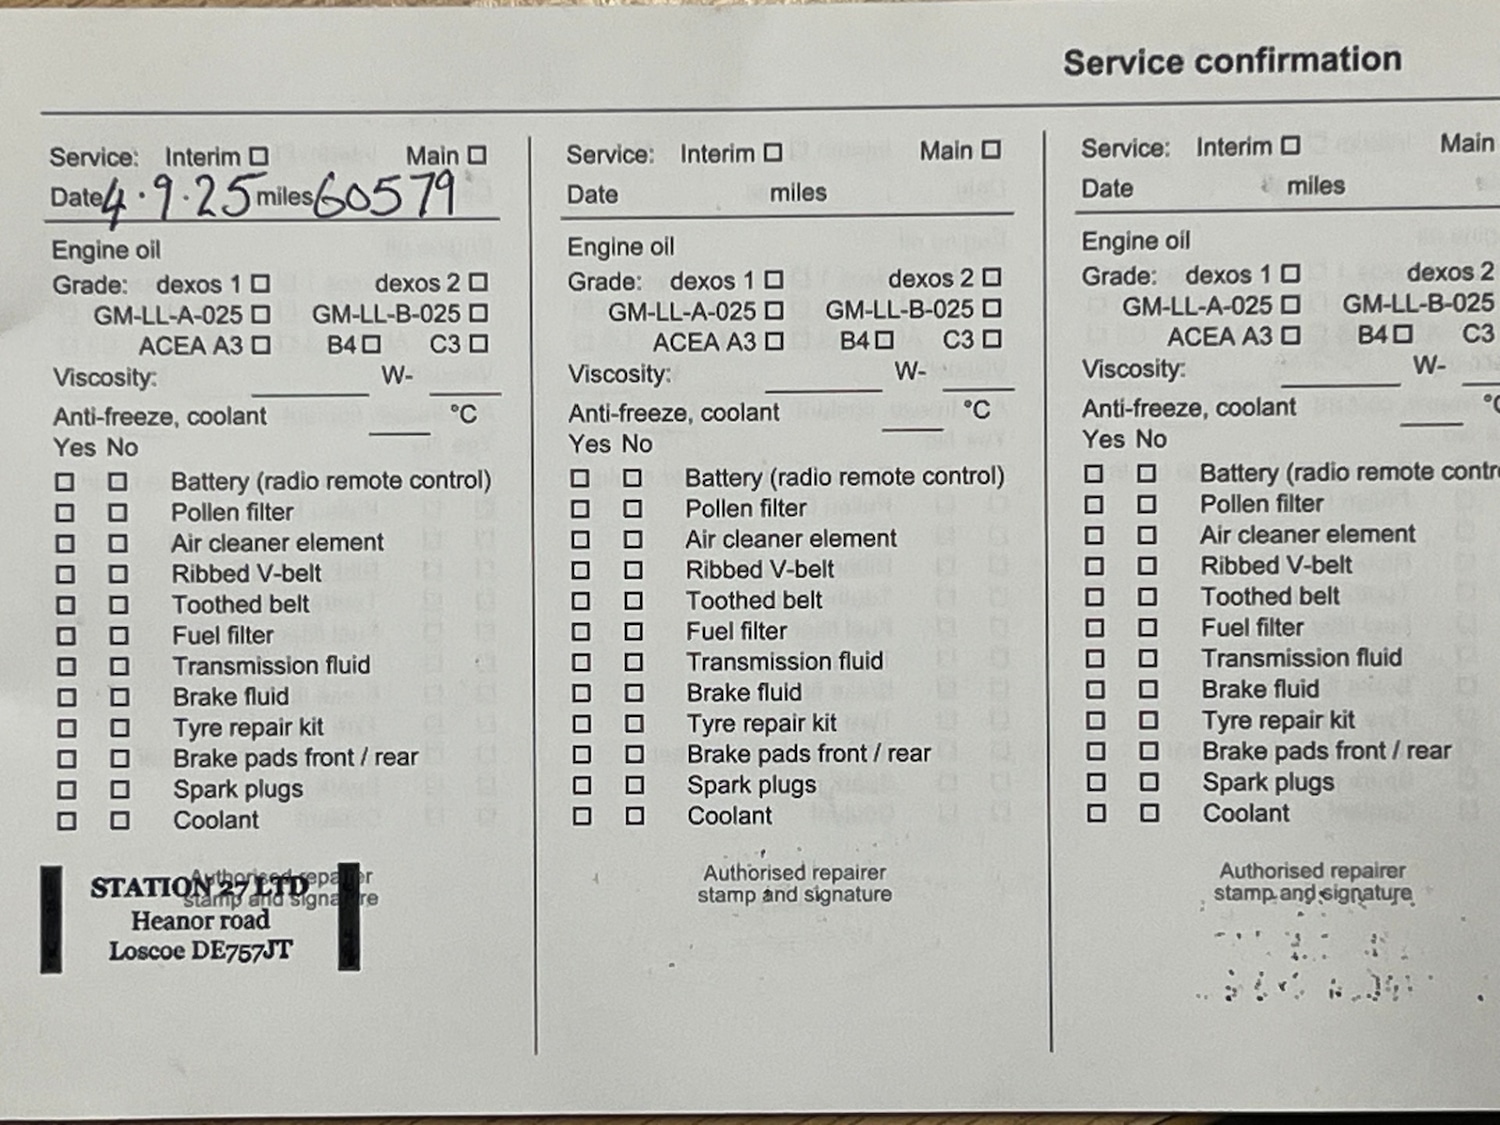 Service confirmation
Service: Interim Main
Date 4.9.25 miles 60579
Engine oil
Grade: dexos 1 dexos 2
GM-LL-A-025 GM-LL-B-025
ACEA A3 B4 C3
Viscosity: W-
Anti-freeze, coolant °C
Yes No
Battery (radio remote control)
Pollen filter
Air cleaner element
Ribbed V-belt
Toothed belt
Fuel filter
Transmission fluid
Brake fluid
Tyre repair kit
Brake pads front / rear
Spark plugs
Coolant
Authorised repairer
stamp and signature
STATION 27 LTD
Heanor road
Loscoe DE757JT
Service: Interim Main
Date miles
Engine oil
Grade: dexos 1 dexos 2
GM-LL-A-025 GM-LL-B-025
ACEA A3 B4 C3
Viscosity: W-
Anti-freeze, coolant °C
Yes No
Battery (radio remote control)
Pollen filter
Air cleaner element
Ribbed V-belt
Toothed belt
Fuel filter
Transmission fluid
Brake fluid
Tyre repair kit
Brake pads front / rear
Spark plugs
Coolant
Authorised repairer
stamp and signature
Service: Interim Main
Date miles
Engine oil
Grade: dexos 1 dexos 2
GM-LL-A-025 GM-LL-B-025
ACEA A3 B4 C3
Viscosity: W-
Anti-freeze, coolant °C
Yes No
Battery (radio remote contr
Pollen filter
Air cleaner element
Ribbed V-belt
Toothed belt
Fuel filter
Transmission fluid
Brake fluid
Tyre repair kit
Brake pads front / rear
Spark plugs
Coolant
Authorised repairer
stamp and signature